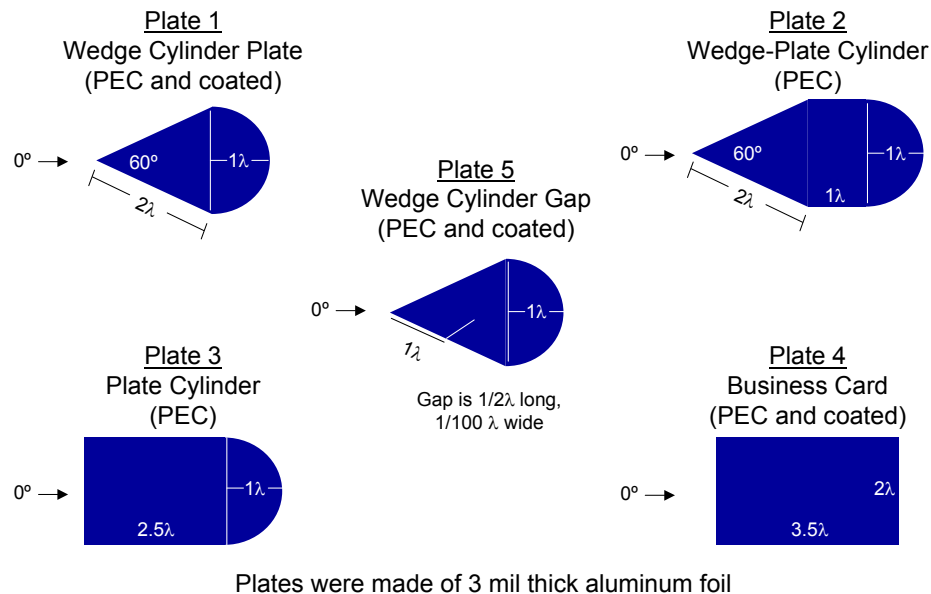 Plate 1
Wedge Cylinder Plate
(PEC and coated)
0º
60º
1λ
2λ
Plate 2
Wedge-Plate Cylinder
(PEC)
0º
60º
1λ
1λ
2λ
Plate 5
Wedge Cylinder Gap
(PEC and coated)
0º
1λ
1λ
Gap is 1/2λ long,
1/100 λ wide
Plate 3
Plate Cylinder
(PEC)
0º
1λ
2.5λ
Plate 4
Business Card
(PEC and coated)
0º
2λ
3.5λ
Plates were made of 3 mil thick aluminum foil